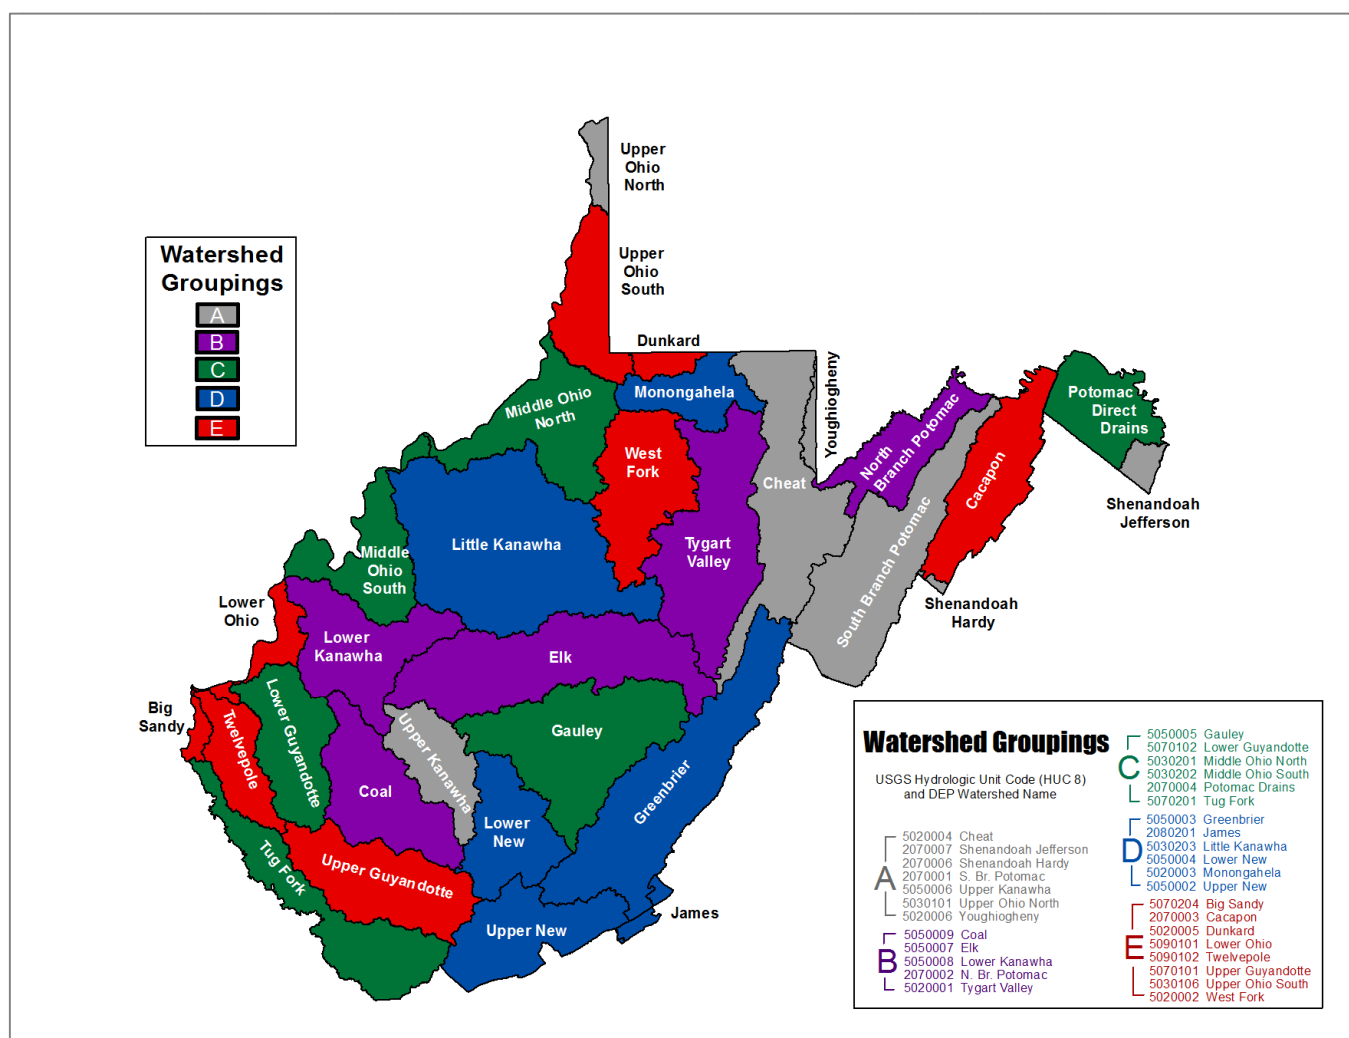 Upper
Ohio
North
Upper
Ohio
South
Watershed
Groupings
A
B
C
D
E
Dunkard
Youghiogheny
Monongahela
Middle Ohio
North
North
Branch Potomac
Potomac
Direct
Drains
West
Fork
Cheat
Cacapon
Shenandoah
Jefferson
Little Kanawha
Tygart
Valley
Middle
Ohio
South
South Branch Potomac
Shenandoah
Hardy
Lower
Ohio
Lower
Kanawha
Elk
Big
Sandy
Twelvepole
Lower Guyandotte
Upper Kanawha
Gauley
Coal
Greenbrier
Lower
New
Tug Fork
Upper Guyandotte
Upper New
James
Watershed Groupings
USGS Hydrologic Unit Code (HUC 8)
and DEP Watershed Name
A
5020004 Cheat
2070007 Shenandoah Jefferson
2070006 Shenandoah Hardy
2070001 S. Br. Potomac
5050006 Upper Kanawha
5030101 Upper Ohio North
5020006 Youghiogheny
B
5050009 Coal
5050007 Elk
5050008 Lower Kanawha
2070002 N. Br. Potomac
5020001 Tygart Valley
C
5050005 Gauley
5070102 Lower Guyandotte
5030201 Middle Ohio North
5030202 Middle Ohio South
2070004 Potomac Drains
5070201 Tug Fork
D
5050003 Greenbrier
2080201 James
5030203 Little Kanawha
5050004 Lower New
5020003 Monongahela
5050002 Upper New
E
5070204 Big Sandy
2070003 Cacapon
5020005 Dunkard
5090101 Lower Ohio
5090102 Twelvepole
5070101 Upper Guyandotte
5030106 Upper Ohio South
5020002 West Fork